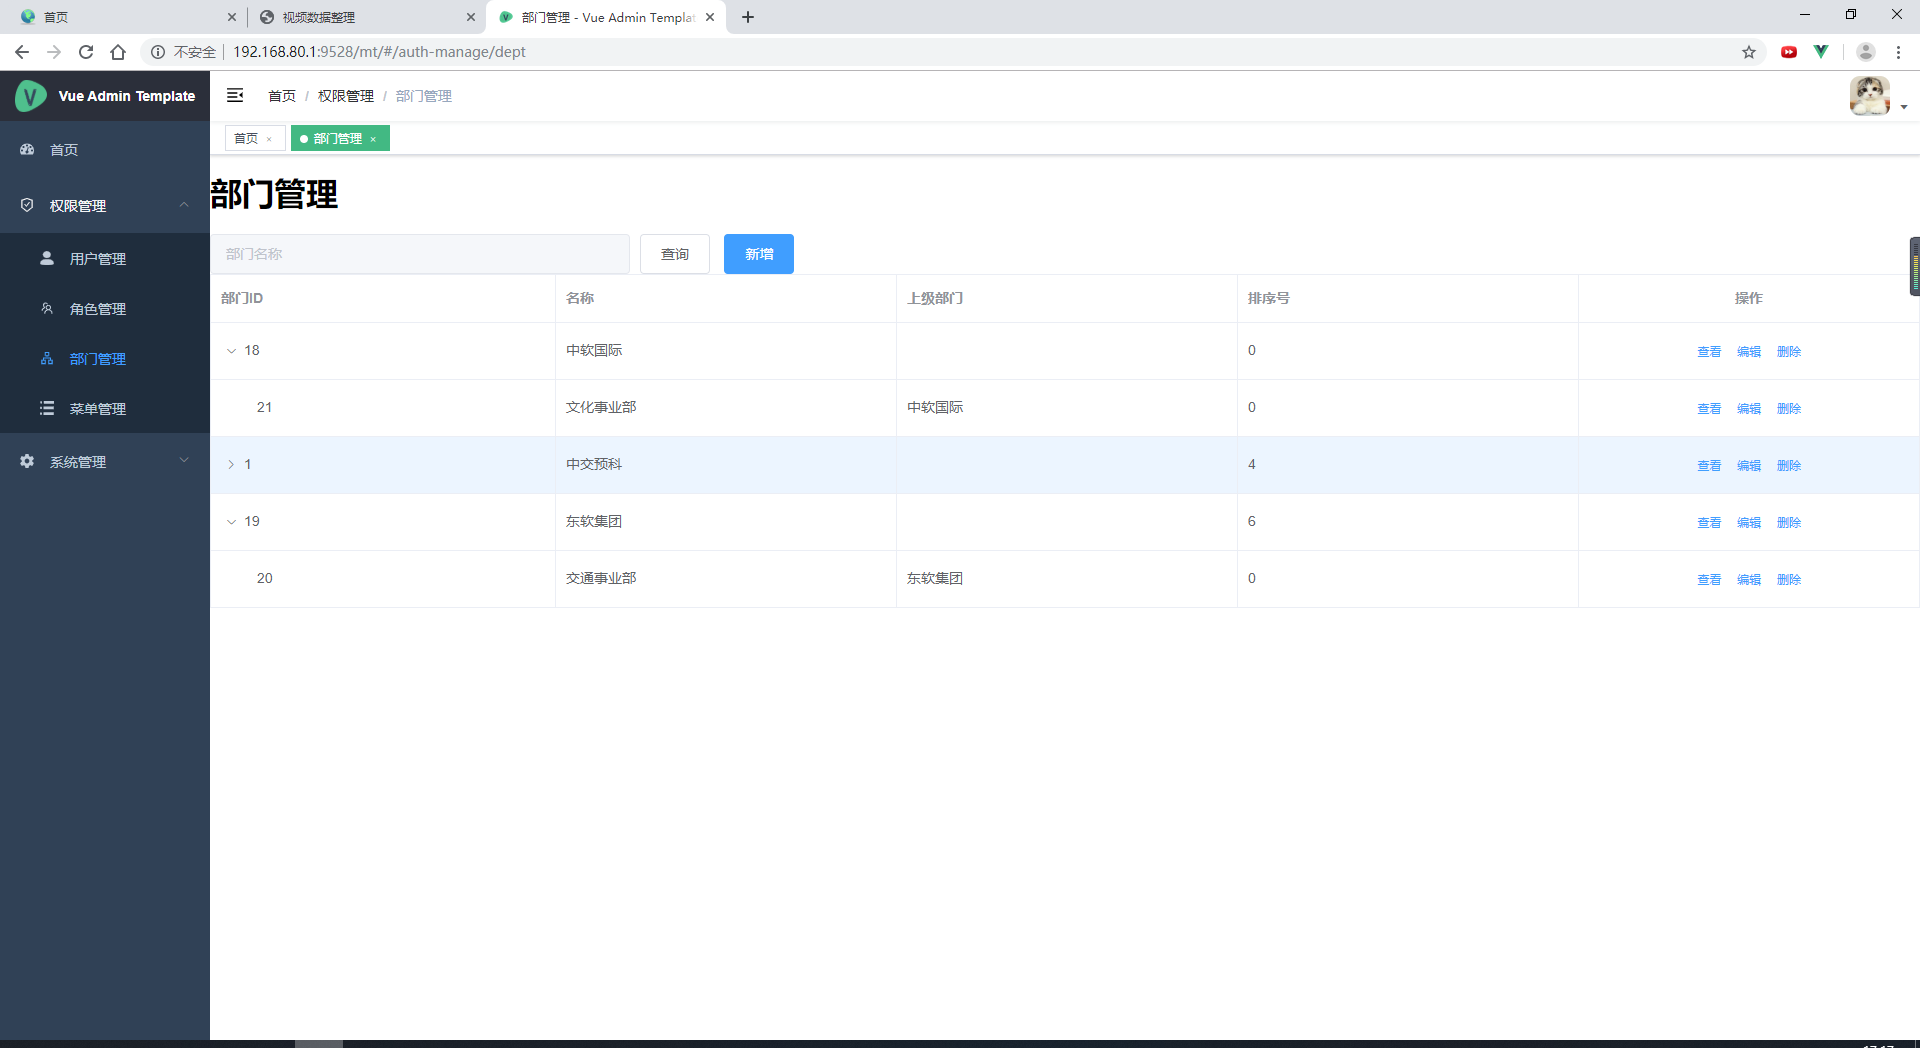 首页
视频数据整理
部门管理 - Vue Admin Templat
不安全 192.168.80.1:9528/mt/#/auth-manage/dept
Vue Admin Template
首页 / 权限管理 / 部门管理
首页 × 部门管理 ×
首页
权限管理
用户管理
角色管理
部门管理
菜单管理
系统管理
部门管理
部门名称 查询 新增
部门ID 名称 上级部门 排序号 操作
18 中软国际 0 查看 编辑 删除
21 文化事业部 中软国际 0 查看 编辑 删除
1 中交预科 4 查看 编辑 删除
19 东软集团 6 查看 编辑 删除
20 交通事业部 东软集团 0 查看 编辑 删除